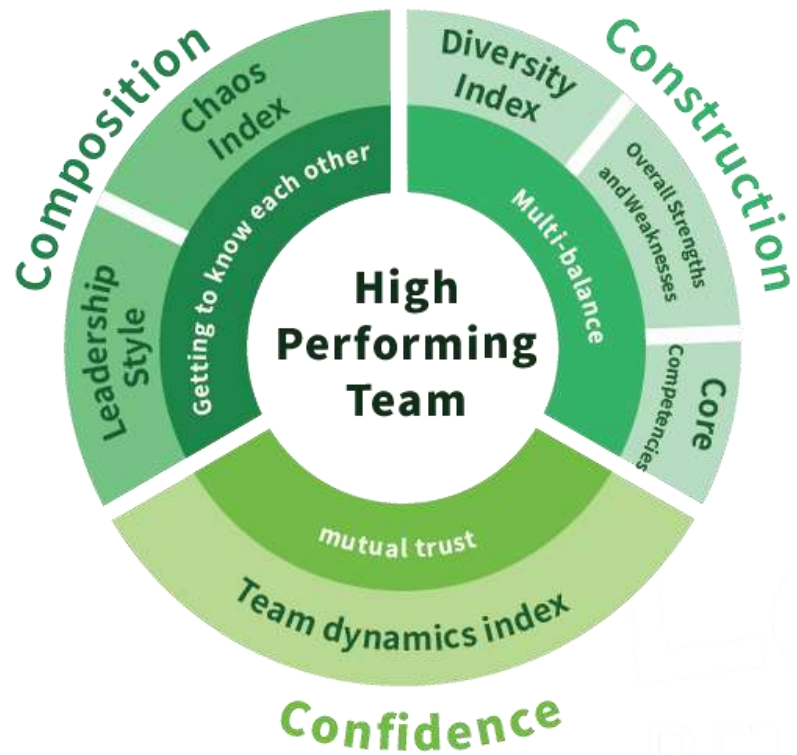 Composition
Chaos
Index
Leadership
Style
Getting to know each other
Construction
Diversity
Index
Overall Strengths
and Weaknesses
Core
Competencies
Multi-balance
High
Performing
Team
mutual trust
Team dynamics index
Confidence